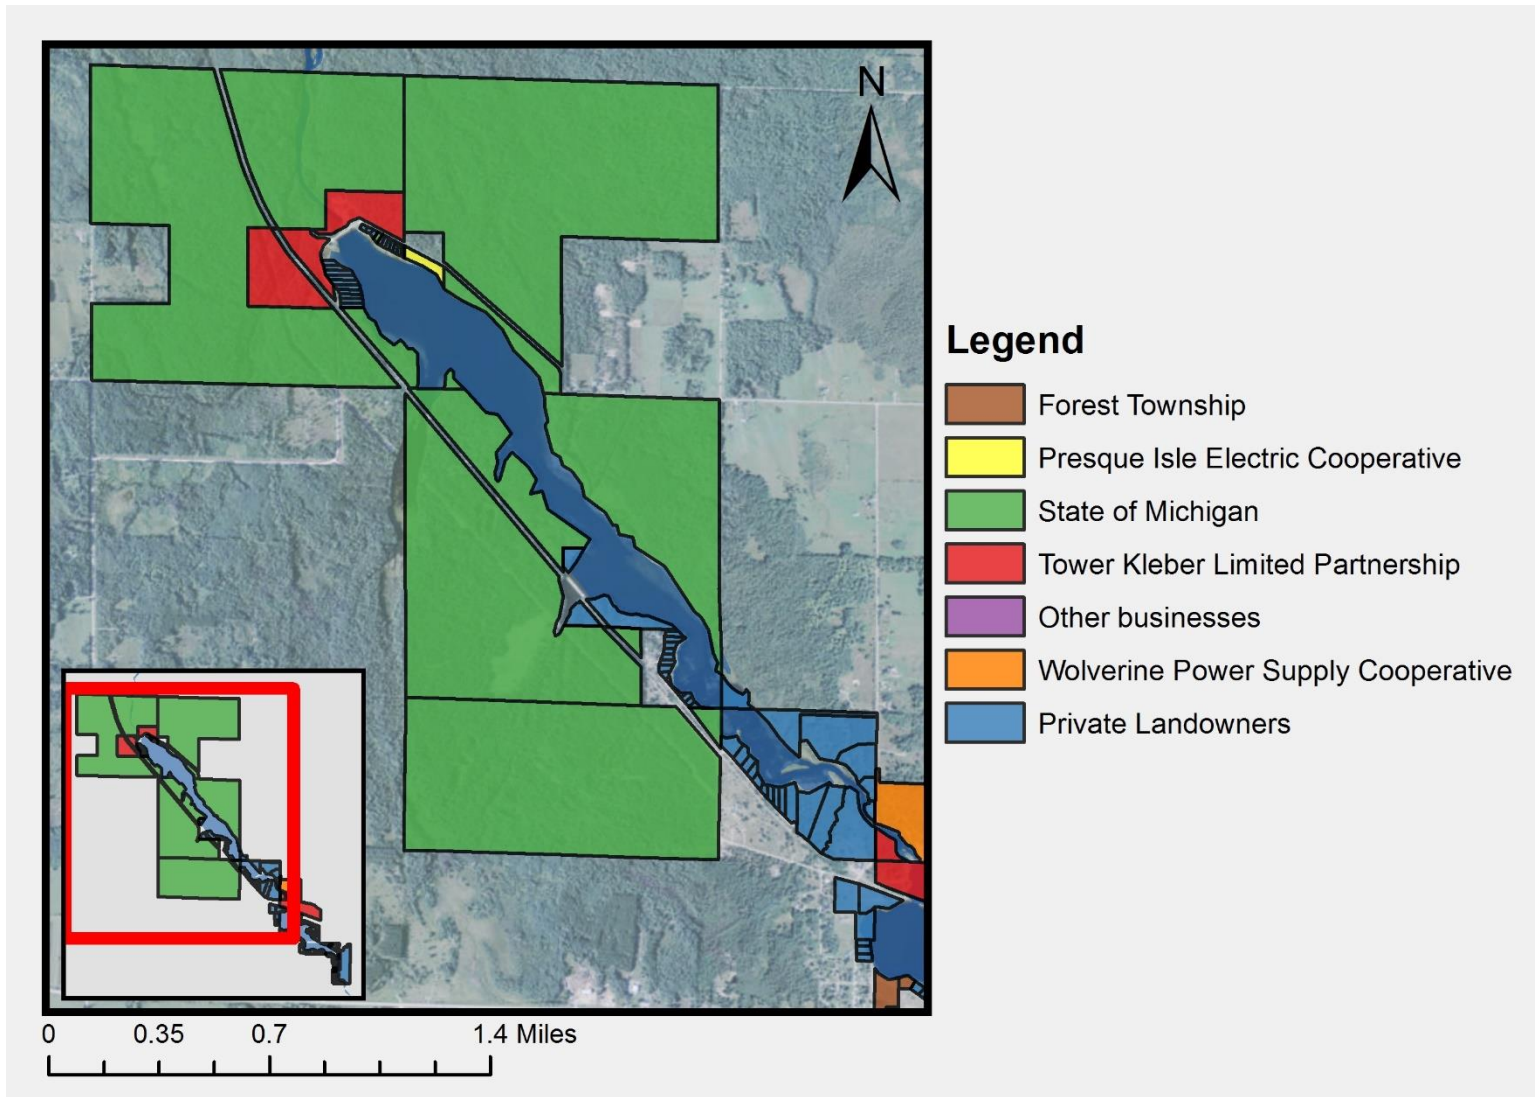 N
Legend
Forest Township
Presque Isle Electric Cooperative
State of Michigan
Tower Kleber Limited Partnership
Other businesses
Wolverine Power Supply Cooperative
Private Landowners
0 0.35 0.7 1.4 Miles